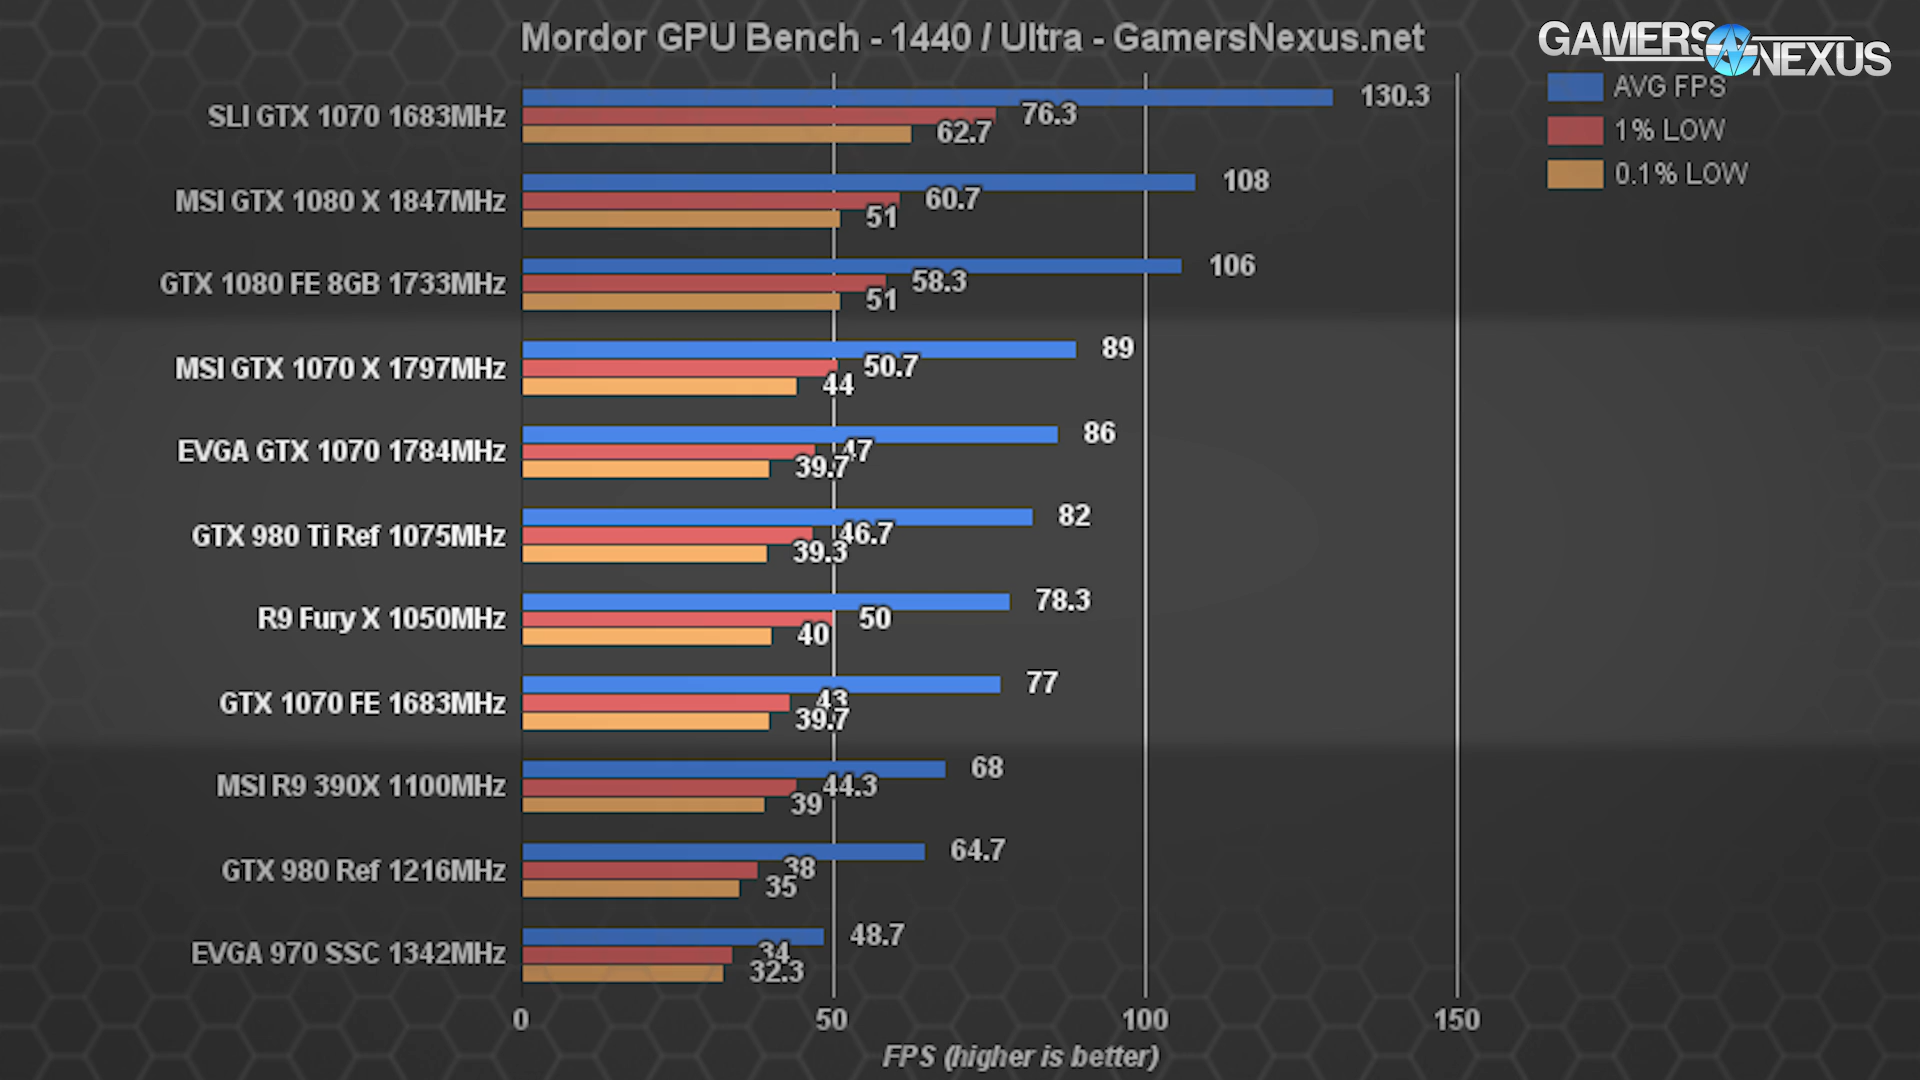 Mordor GPU Bench - 1440 / Ultra - GamersNexus.net
GAMERS NEXUS
AVG FPS
1% LOW
0.1% LOW
SLI GTX 1070 1683MHz
130.3
76.3
62.7
MSI GTX 1080 X 1847MHz
108
60.7
51
GTX 1080 FE 8GB 1733MHz
106
58.3
51
MSI GTX 1070 X 1797MHz
89
50.7
44
EVGA GTX 1070 1784MHz
86
47
39.7
GTX 980 Ti Ref 1075MHz
82
46.7
39.3
R9 Fury X 1050MHz
78.3
50
40
GTX 1070 FE 1683MHz
77
43
39.7
MSI R9 390X 1100MHz
68
44.3
39
GTX 980 Ref 1216MHz
64.7
38
35
EVGA 970 SSC 1342MHz
48.7
34
32.3
0 50 100 150
FPS (higher is better)